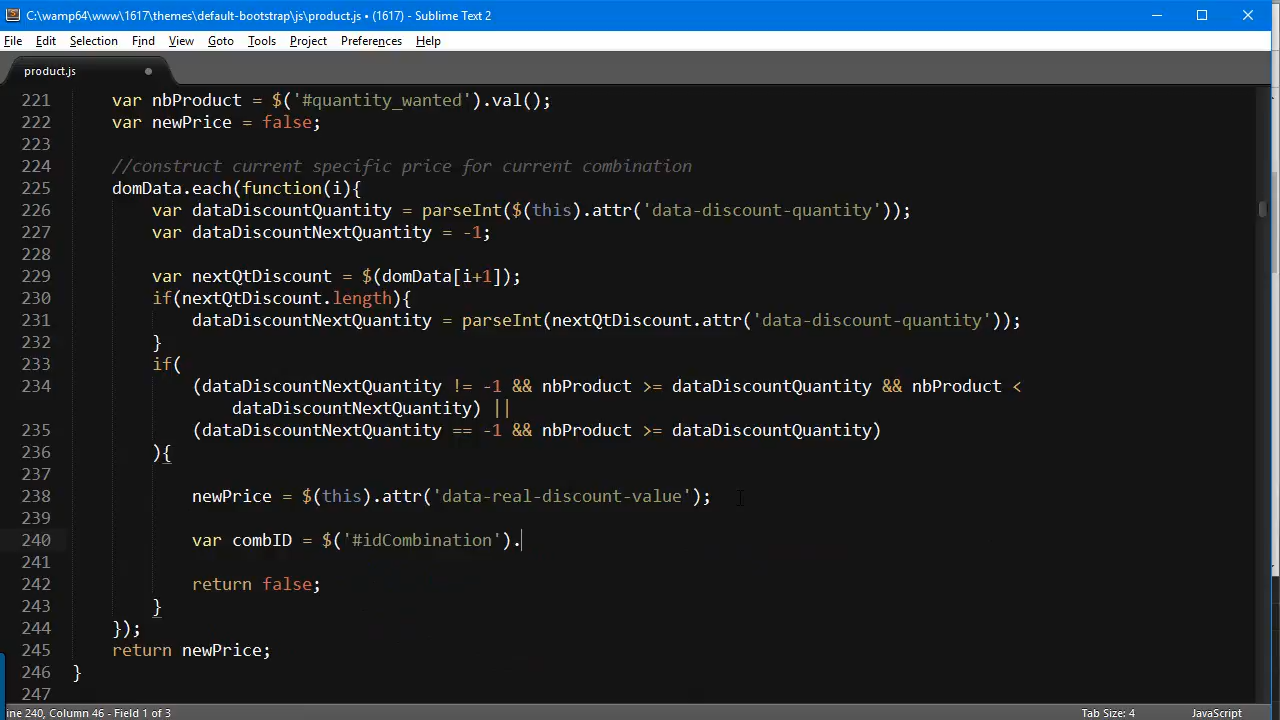 C:\wamp64\www\1617\themes\default-bootstrap\js\product.js • (1617) - Sublime Text 2
File Edit Selection Find View Goto Tools Project Preferences Help
product.js
221 var nbProduct = $('#quantity_wanted').val();
222 var newPrice = false;
223
224 //construct current specific price for current combination
225 domData.each(function(i){
226 var dataDiscountQuantity = parseInt($(this).attr('data-discount-quantity'));
227 var dataDiscountNextQuantity = -1;
228
229 var nextQtDiscount = $(domData[i+1]);
230 if(nextQtDiscount.length){
231 dataDiscountNextQuantity = parseInt(nextQtDiscount.attr('data-discount-quantity'));
232 }
233 if(
234 (dataDiscountNextQuantity != -1 && nbProduct >= dataDiscountQuantity && nbProduct <
dataDiscountNextQuantity) ||
235 (dataDiscountNextQuantity == -1 && nbProduct >= dataDiscountQuantity)
236 ){
237
238 newPrice = $(this).attr('data-real-discount-value');
239
240 var combID = $('#idCombination').
241
242 return false;
243 }
244 });
245 return newPrice;
246 }
247
ine 240, Column 46 - Field 1 of 3 Tab Size: 4 JavaScript